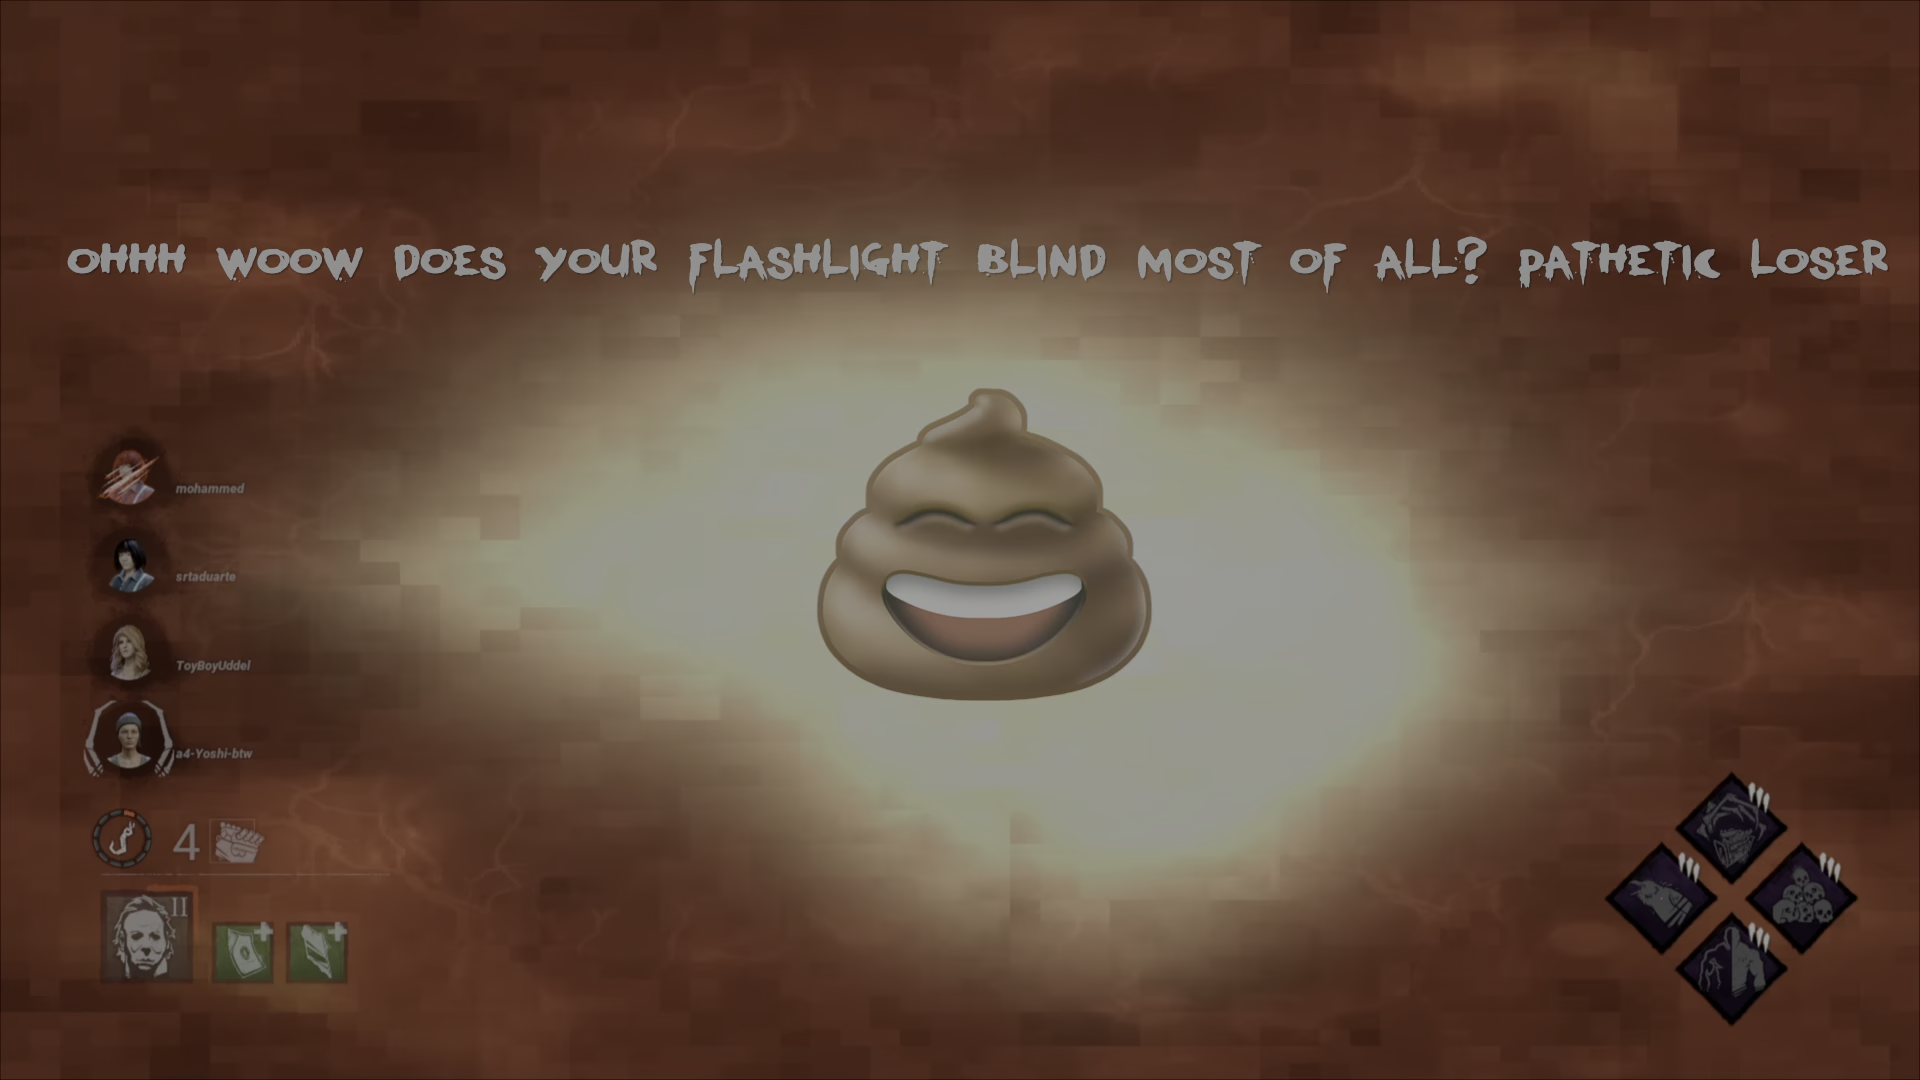 OHHH WOOW DOES YOUR FLASHLIGHT BLIND MOST OF ALL? PATHETIC LOSER
mohammed
srtaduarte
ToyBoyUddel
a4-Yoshi-btw
4
II